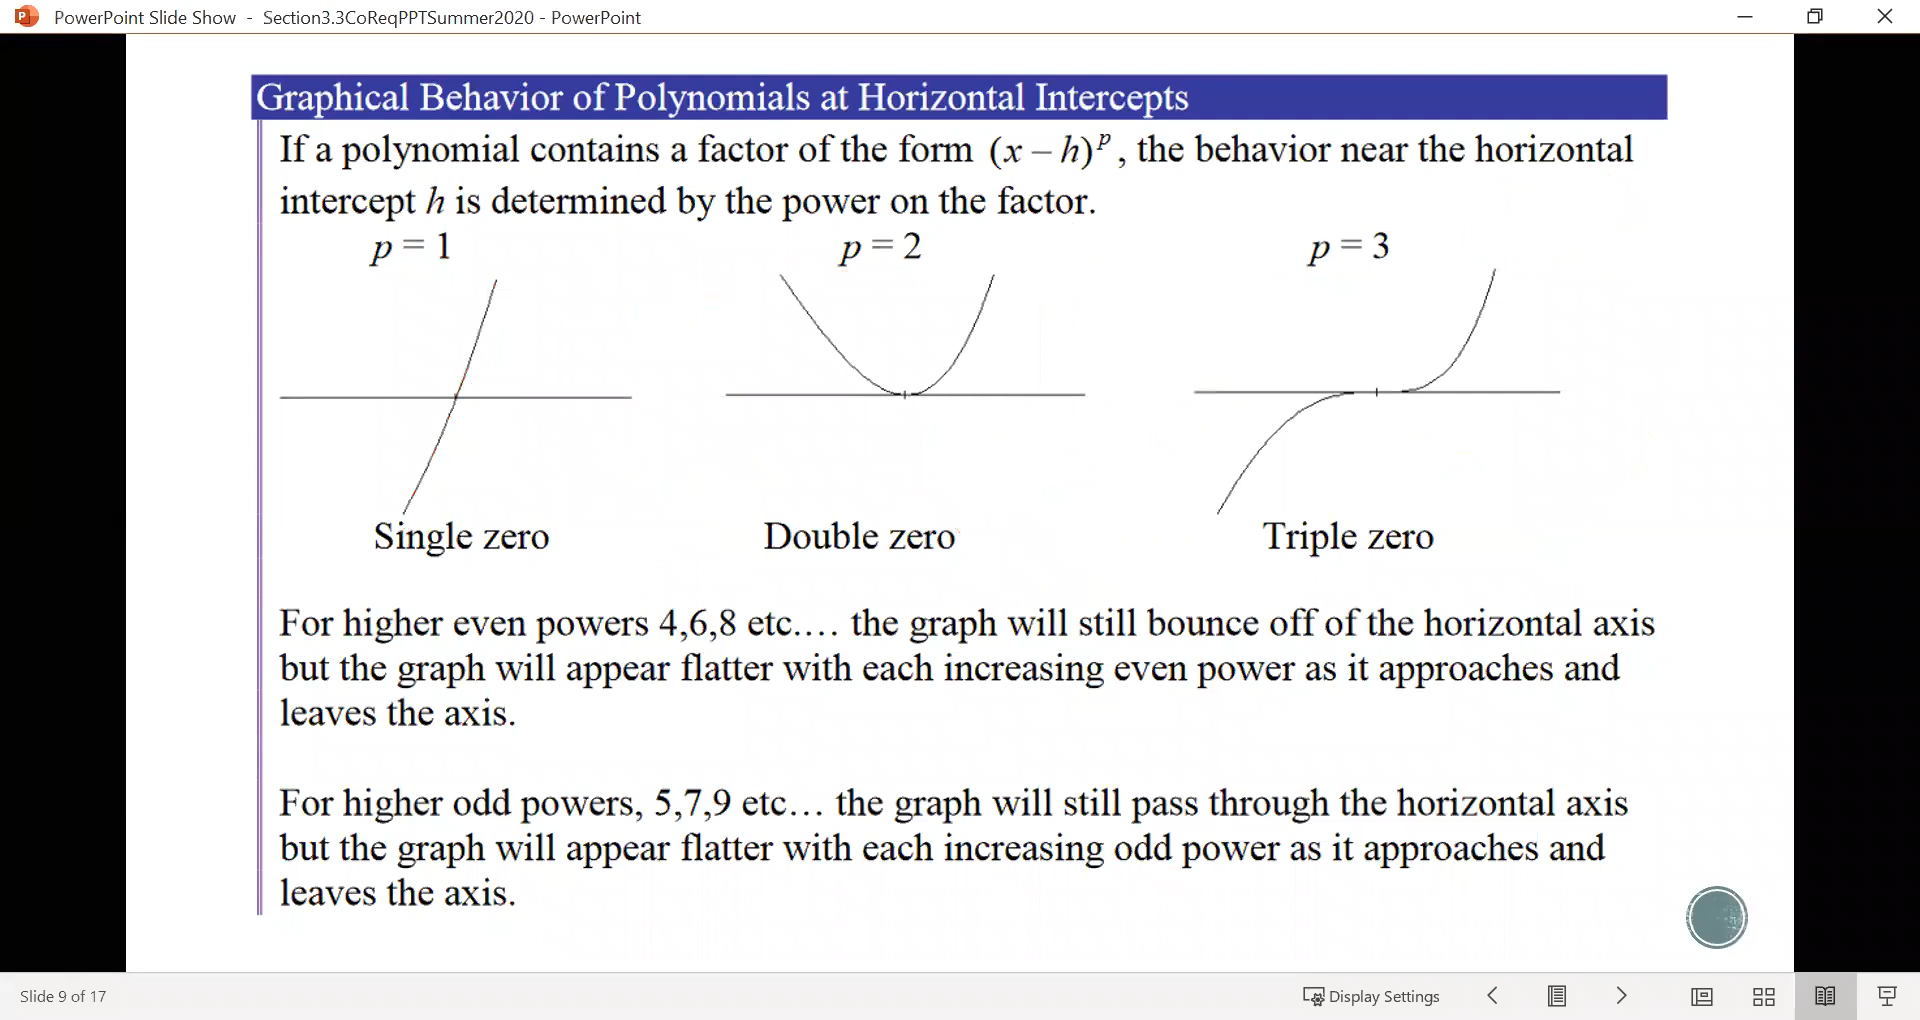 PowerPoint Slide Show - Section3.3CoReqPPTSummer2020 - PowerPoint
Graphical Behavior of Polynomials at Horizontal Intercepts
If a polynomial contains a factor of the form (x – h)ᵖ, the behavior near the horizontal
intercept h is determined by the power on the factor.
p = 1 p = 2 p = 3
Single zero Double zero Triple zero
For higher even powers 4,6,8 etc.… the graph will still bounce off of the horizontal axis
but the graph will appear flatter with each increasing even power as it approaches and
leaves the axis.
For higher odd powers, 5,7,9 etc… the graph will still pass through the horizontal axis
but the graph will appear flatter with each increasing odd power as it approaches and
leaves the axis.
Slide 9 of 17 Display Settings